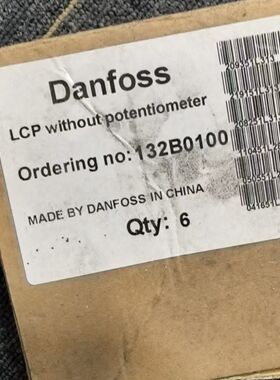 Danfoss
LCP without potentiometer
Ordering no: 132B0100
MADE BY DANFOSS IN CHINA
Qty: 6